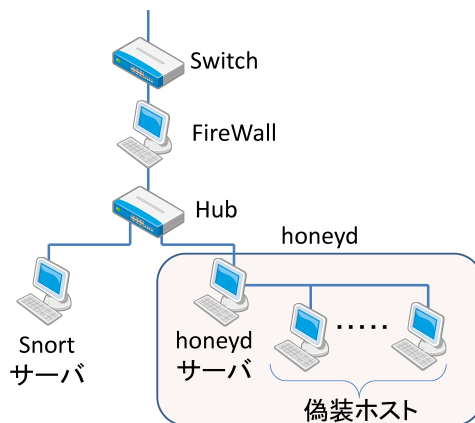 Switch
FireWall
Hub
honeyd
Snort
サーバ
honeyd
サーバ
.....
偽装ホスト